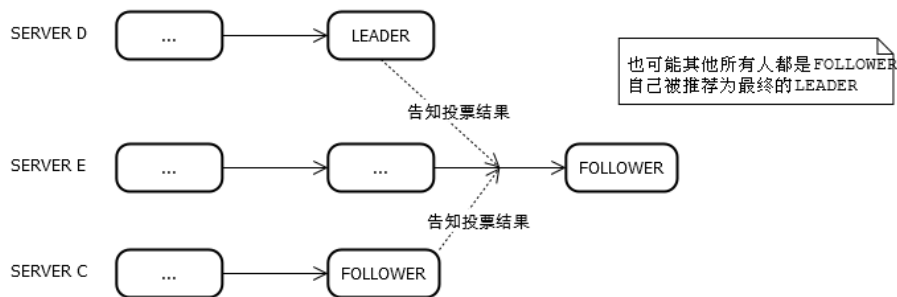 SERVER D
...
LEADER
也可能其他所有人都是FOLLOWER
自己被推荐为最终的LEADER
告知投票结果
SERVER E
...
...
FOLLOWER
告知投票结果
SERVER C
...
FOLLOWER